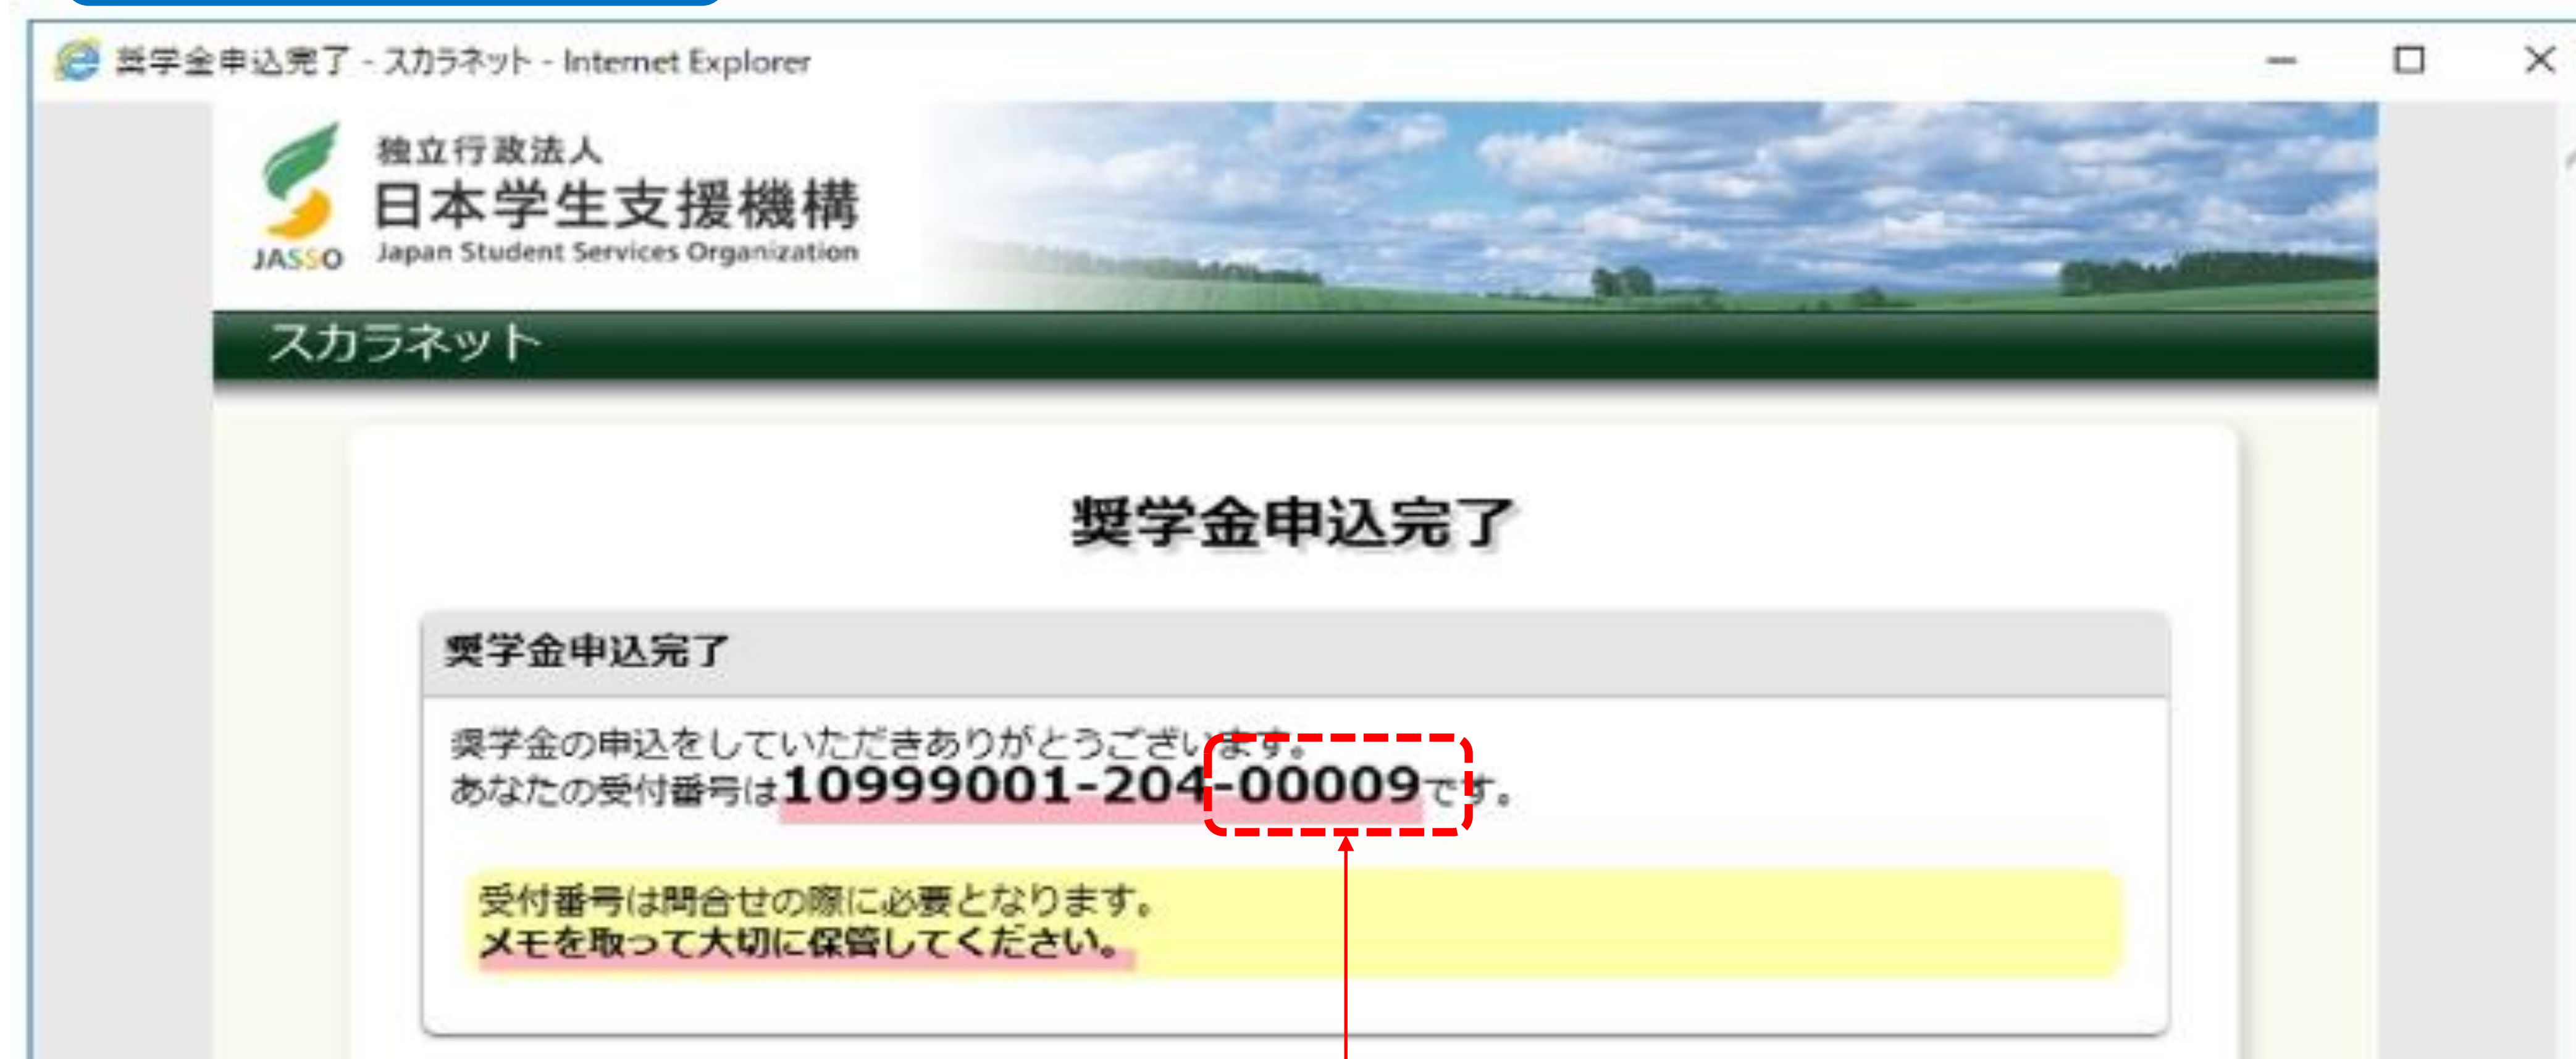 奨学金申込完了 - スカラネット - Internet Explorer
独立行政法人
日本学生支援機構
JASSO Japan Student Services Organization
スカラネット
奨学金申込完了
奨学金申込完了
奨学金の申込をしていただきありがとうございます。
あなたの受付番号は10999001-204-00009です。
受付番号は問合せの際に必要となります。
メモを取って大切に保管してください。